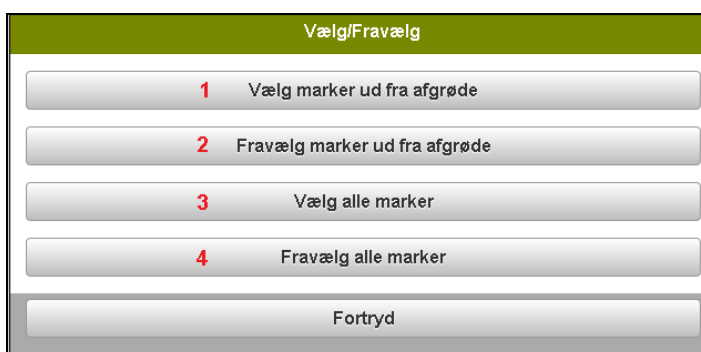 Vælg/Fravælg
1 Vælg marker ud fra afgrøde
2 Fravælg marker ud fra afgrøde
3 Vælg alle marker
4 Fravælg alle marker
Fortryd